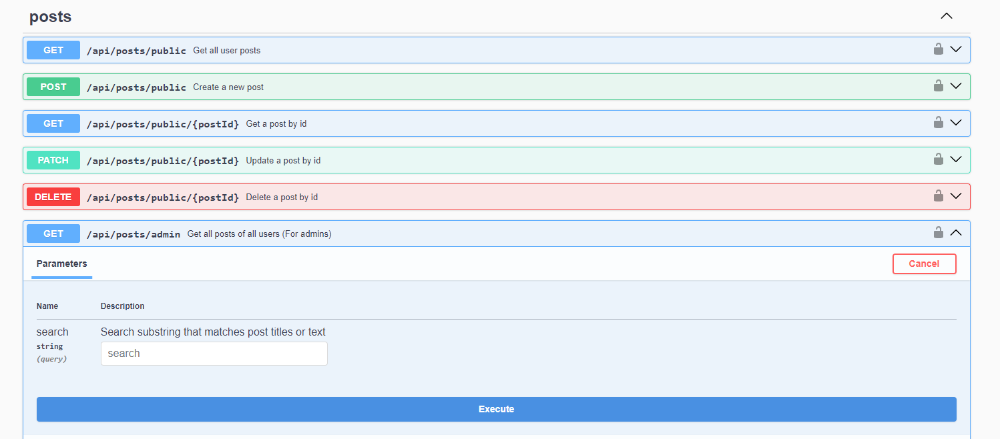 posts
GET /api/posts/public Get all user posts
POST /api/posts/public Create a new post
GET /api/posts/public/{postId} Get a post by id
PATCH /api/posts/public/{postId} Update a post by id
DELETE /api/posts/public/{postId} Delete a post by id
GET /api/posts/admin Get all posts of all users (For admins)
Parameters Cancel
Name Description
search Search substring that matches post titles or text
string
search
(query)
Execute